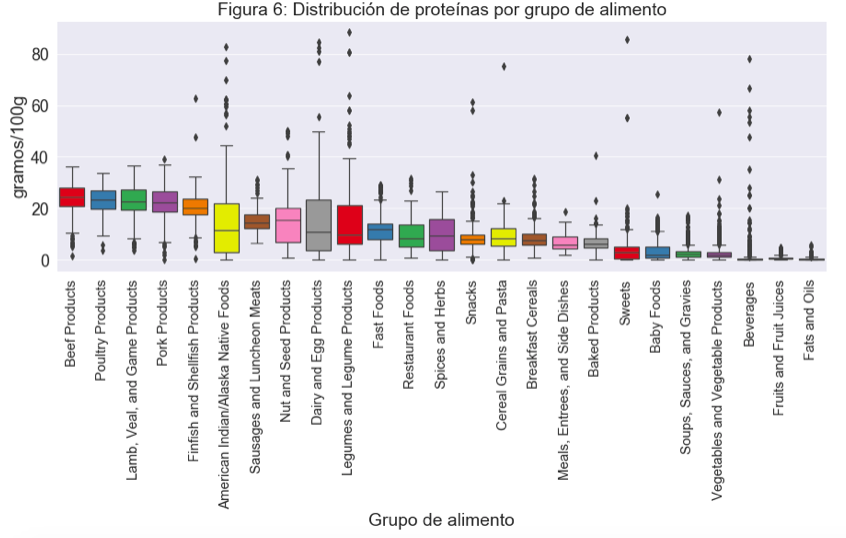 Figura 6: Distribución de proteínas por grupo de alimento
gramos/100g
80
60
40
20
0
Beef Products
Poultry Products
Lamb, Veal, and Game Products
Pork Products
Finfish and Shellfish Products
American Indian/Alaska Native Foods
Sausages and Luncheon Meats
Nut and Seed Products
Dairy and Egg Products
Legumes and Legume Products
Fast Foods
Restaurant Foods
Spices and Herbs
Snacks
Cereal Grains and Pasta
Breakfast Cereals
Meals, Entrees, and Side Dishes
Baked Products
Sweets
Baby Foods
Soups, Sauces, and Gravies
Vegetables and Vegetable Products
Beverages
Fruits and Fruit Juices
Fats and Oils
Grupo de alimento